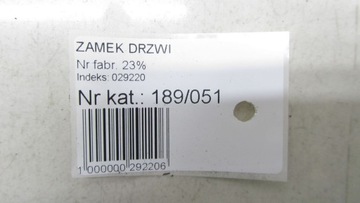 ZAMEK DRZWI
Nr fabr. 23%
Indeks: 029220
Nr kat.: 189/051
1 000000 292206